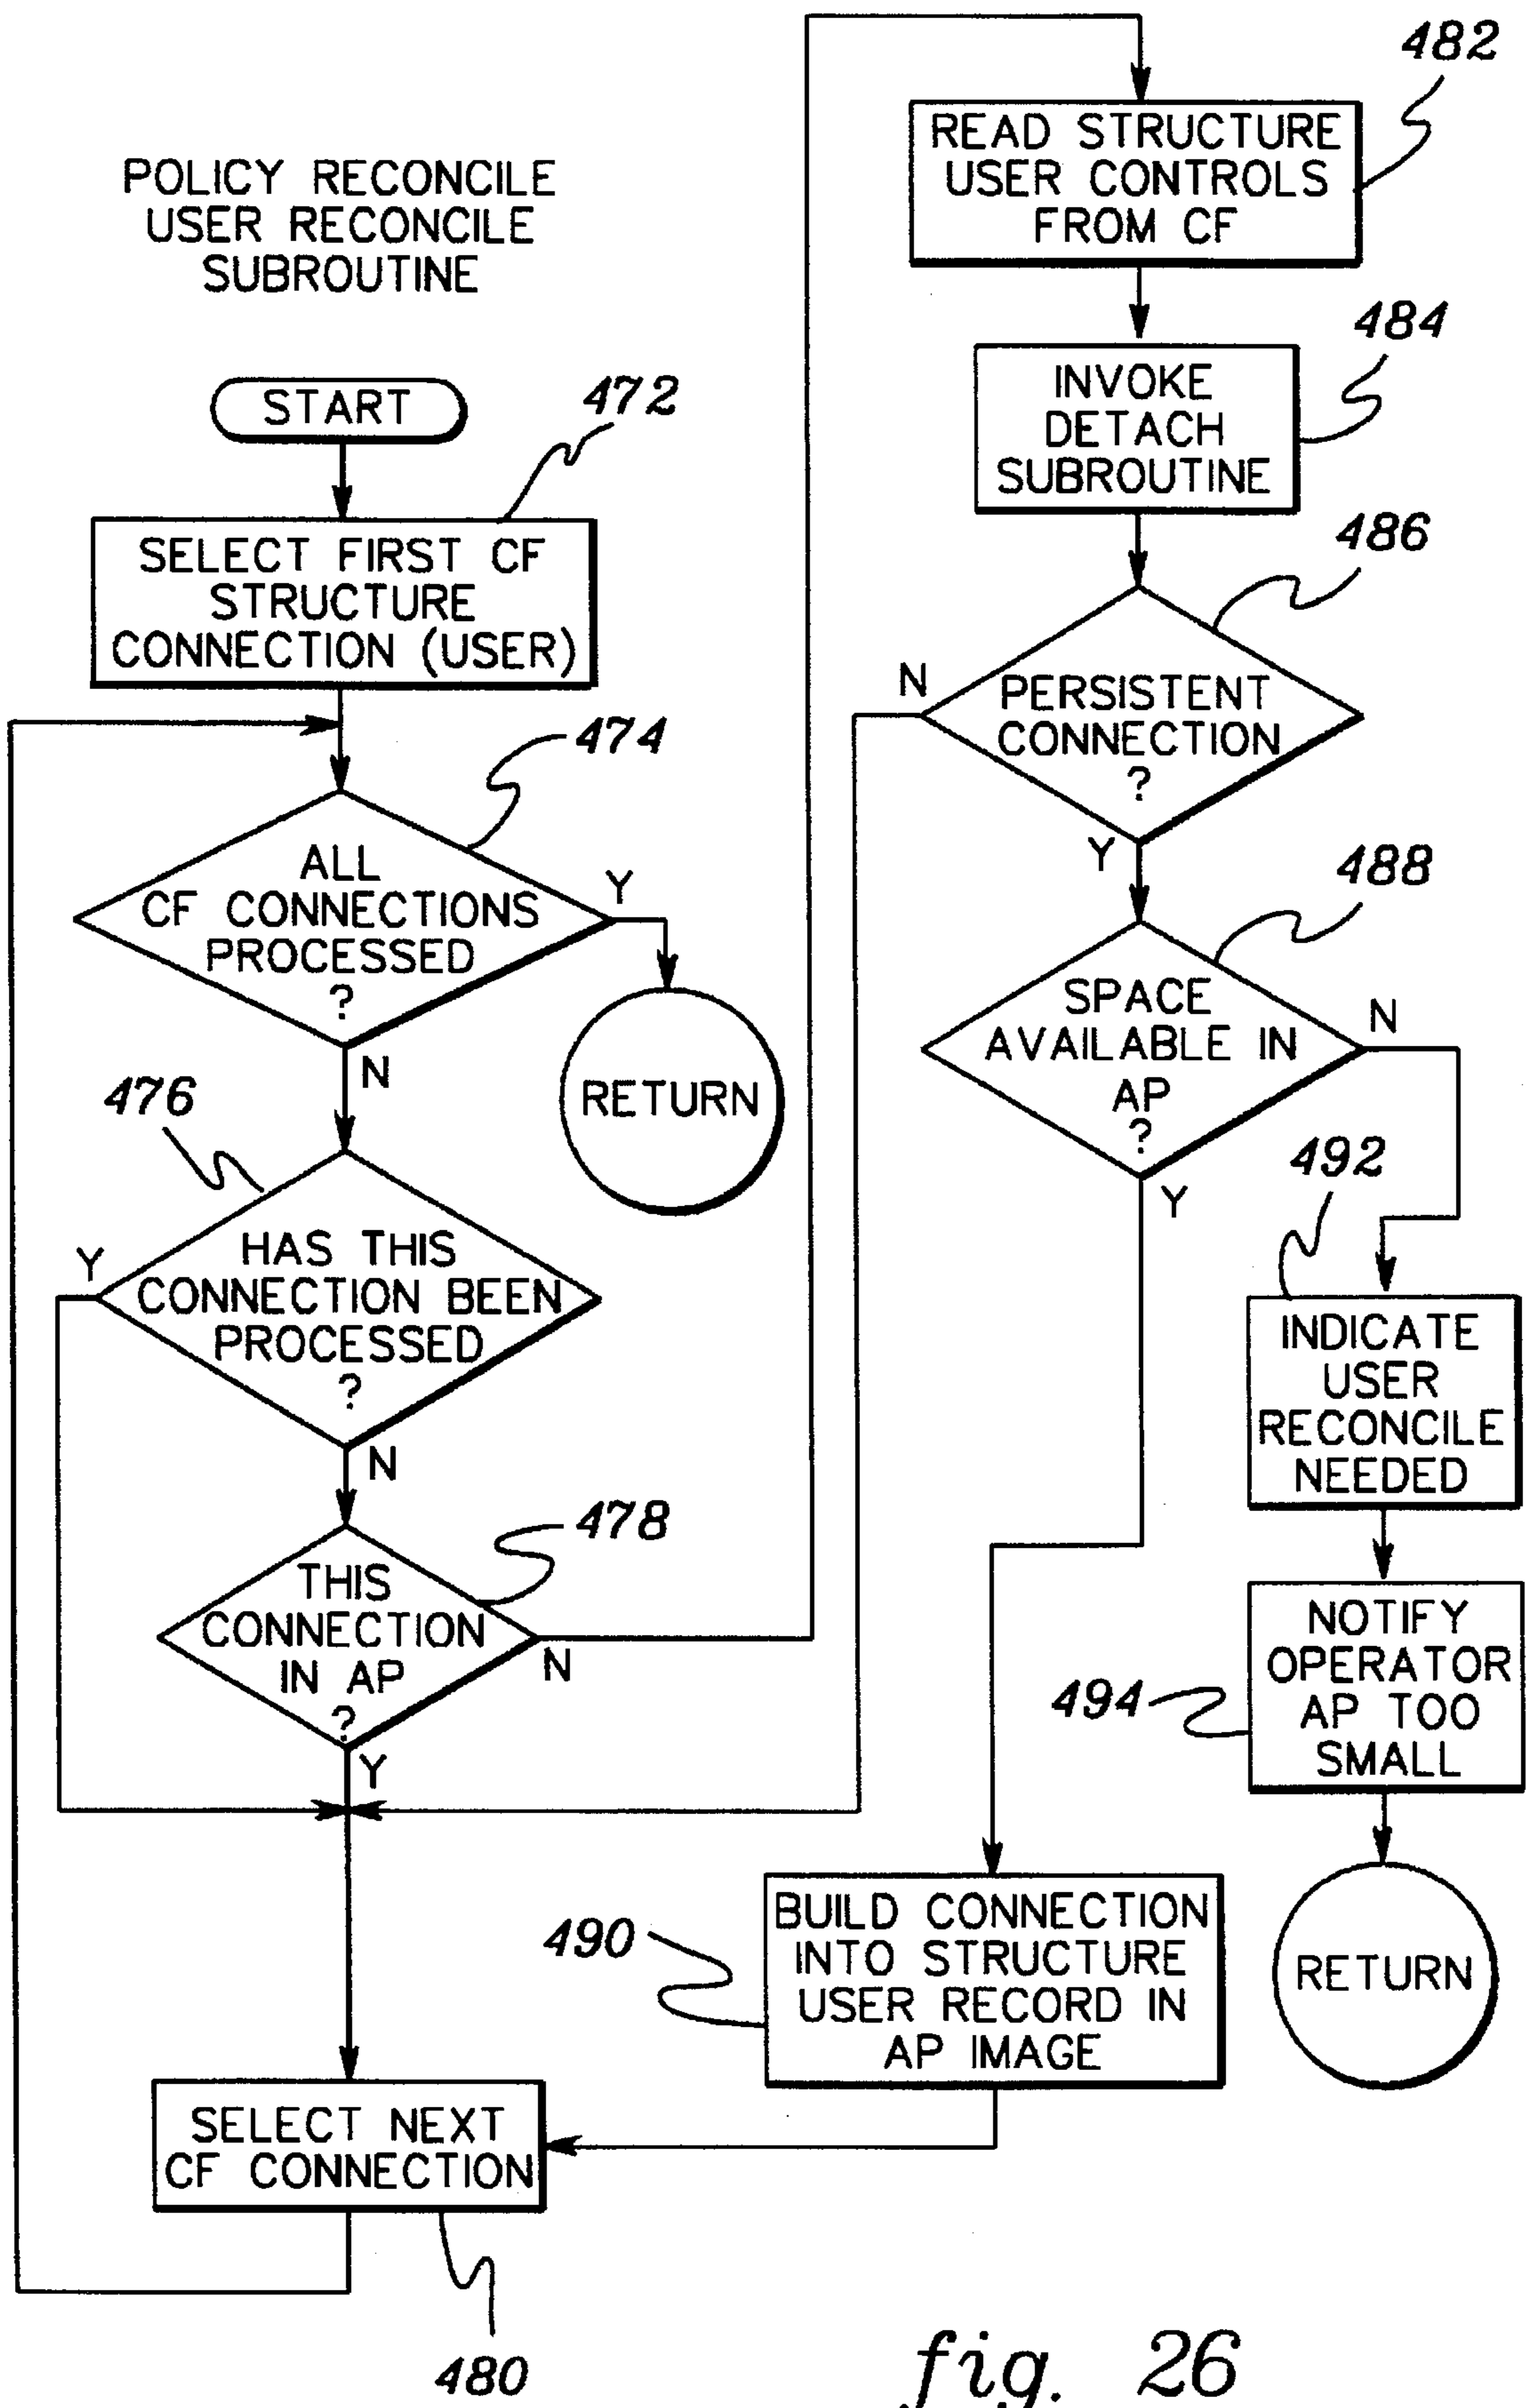 POLICY RECONCILE
USER RECONCILE
SUBROUTINE
START
472
SELECT FIRST CF
STRUCTURE
CONNECTION (USER)
474
ALL
CF CONNECTIONS
PROCESSED
?
Y
N
RETURN
476
HAS THIS
CONNECTION BEEN
PROCESSED
?
Y
N
478
THIS
CONNECTION
IN AP
?
N
Y
SELECT NEXT
CF CONNECTION
480
482
READ STRUCTURE
USER CONTROLS
FROM CF
484
INVOKE
DETACH
SUBROUTINE
486
PERSISTENT
CONNECTION
?
N
Y
488
SPACE
AVAILABLE IN
AP
?
N
Y
492
INDICATE
USER
RECONCILE
NEEDED
494
NOTIFY
OPERATOR
AP TOO
SMALL
RETURN
490
BUILD CONNECTION
INTO STRUCTURE
USER RECORD IN
AP IMAGE
fig. 26